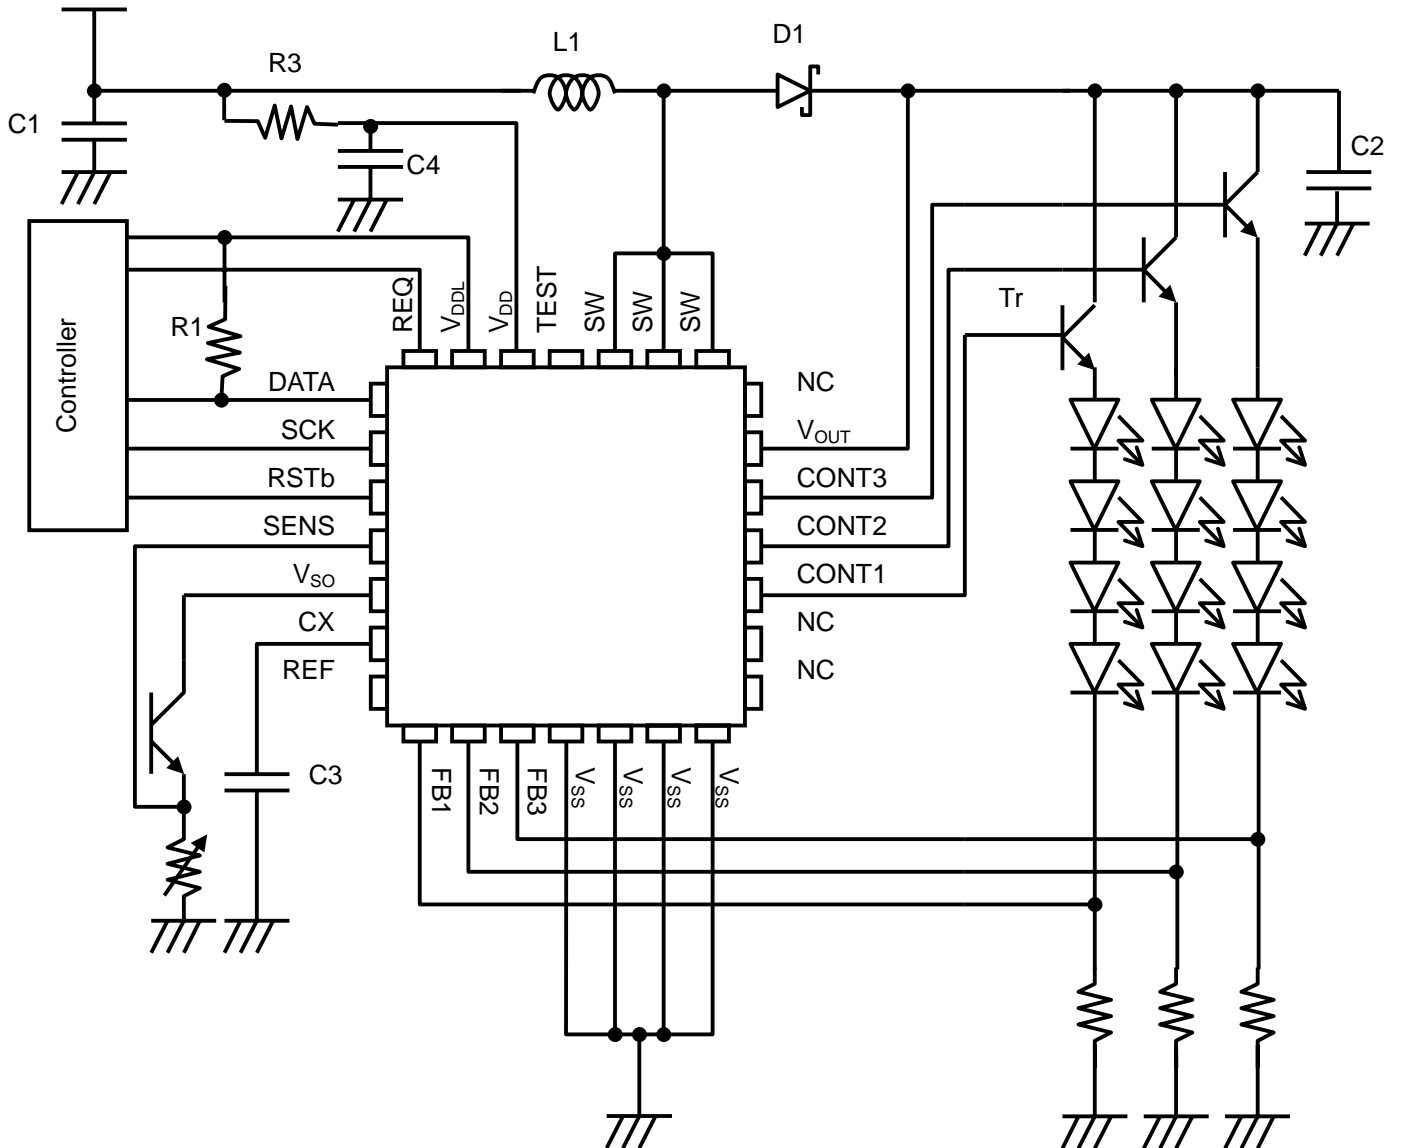 D1
L1
R3
C1
C4
C2
Controller
R1
REQ
VDDL
VDD
TEST
SW
SW
SW
Tr
DATA
SCK
RSTb
SENS
VSO
CX
REF
NC
VOUT
CONT3
CONT2
CONT1
NC
NC
C3
FB1
FB2
FB3
VSS
VSS
VSS
VSS